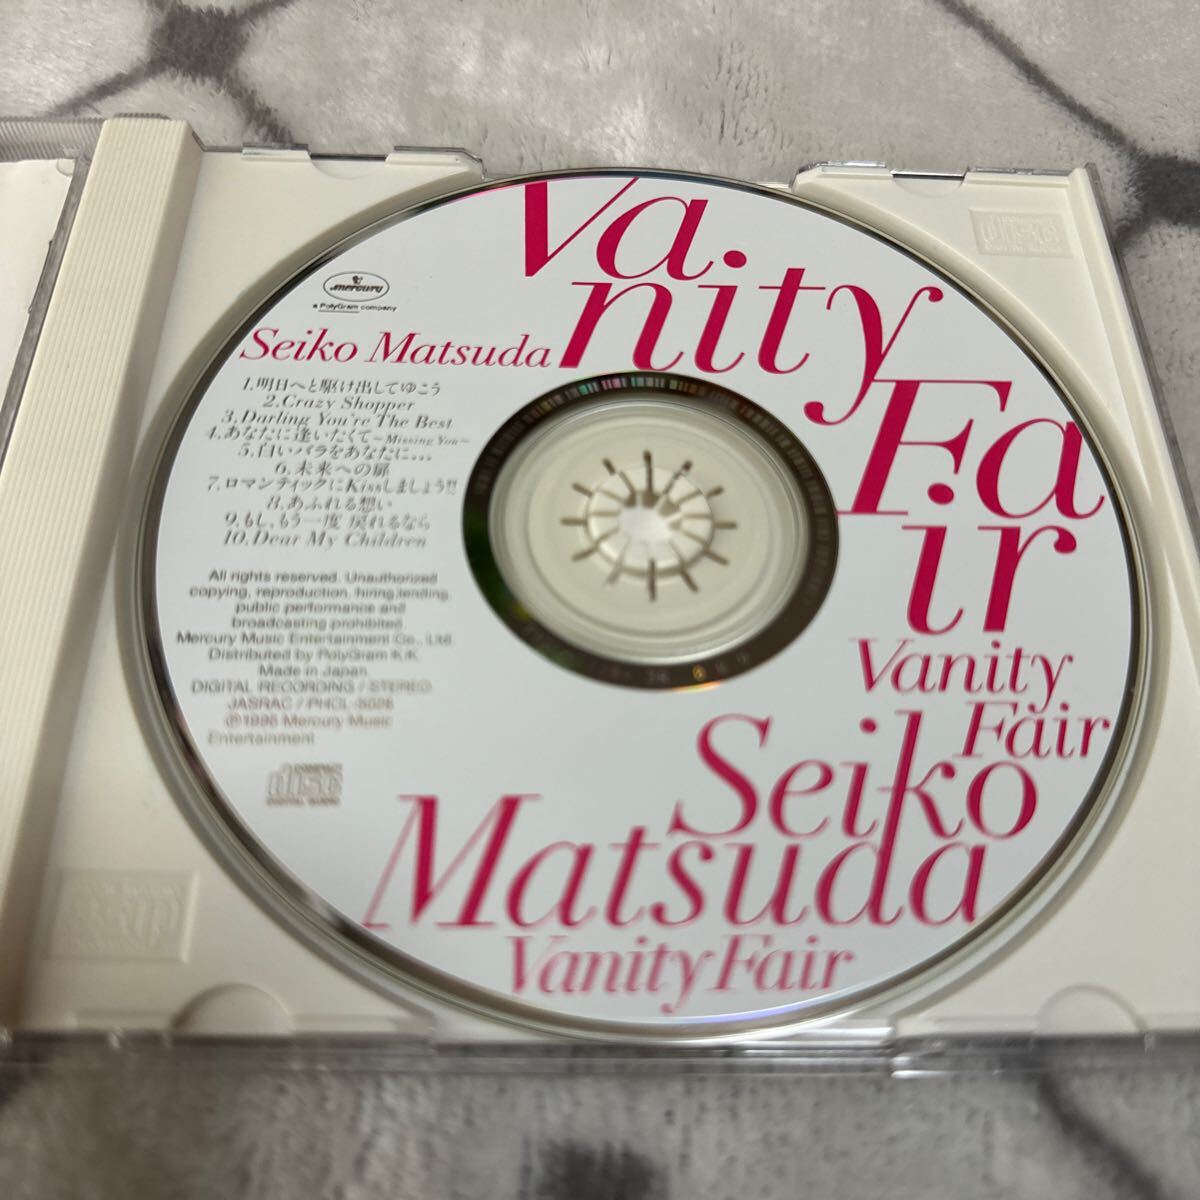 Va
nity
Fa
ir
mercury
a PolyGram company
Seiko Matsuda
1.明日へと駆け出してゆこう
2.Crazy Shopper
3.Darling You're The Best
4.あなたに逢いたくて～Missing You～
5.白いバラをあなたに...
6.未来への扉
7.ロマンティックにKissしましょう!!
8.あふれる想い
9.もし、もう一度 戻れるなら
10.Dear My Children
All rights reserved. Unauthorized
copying, reproduction, hiring,lending,
public performance and
broadcasting prohibited.
Mercury Music Entertainment Co., Ltd.
Distributed by PolyGram K.K.
Made in Japan.
DIGITAL RECORDING / STEREO
JASRAC / PHCL-5026
℗1996 Mercury Music
Entertainment
COMPACT
disc
DIGITAL AUDIO
Vanity
Fair
Seiko
Matsuda
Vanity Fair